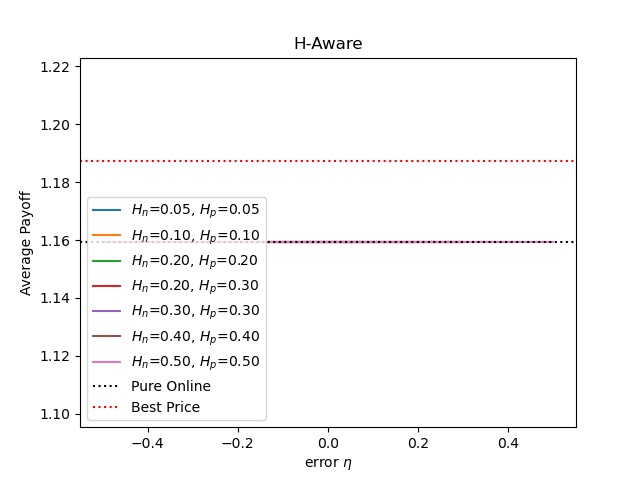 H-Aware
1.22
1.20
1.18
1.16
1.14
1.12
1.10
Average Payoff
H_n=0.05, H_p=0.05
H_n=0.10, H_p=0.10
H_n=0.20, H_p=0.20
H_n=0.20, H_p=0.30
H_n=0.30, H_p=0.30
H_n=0.40, H_p=0.40
H_n=0.50, H_p=0.50
Pure Online
Best Price
−0.4 −0.2 0.0 0.2 0.4
error η